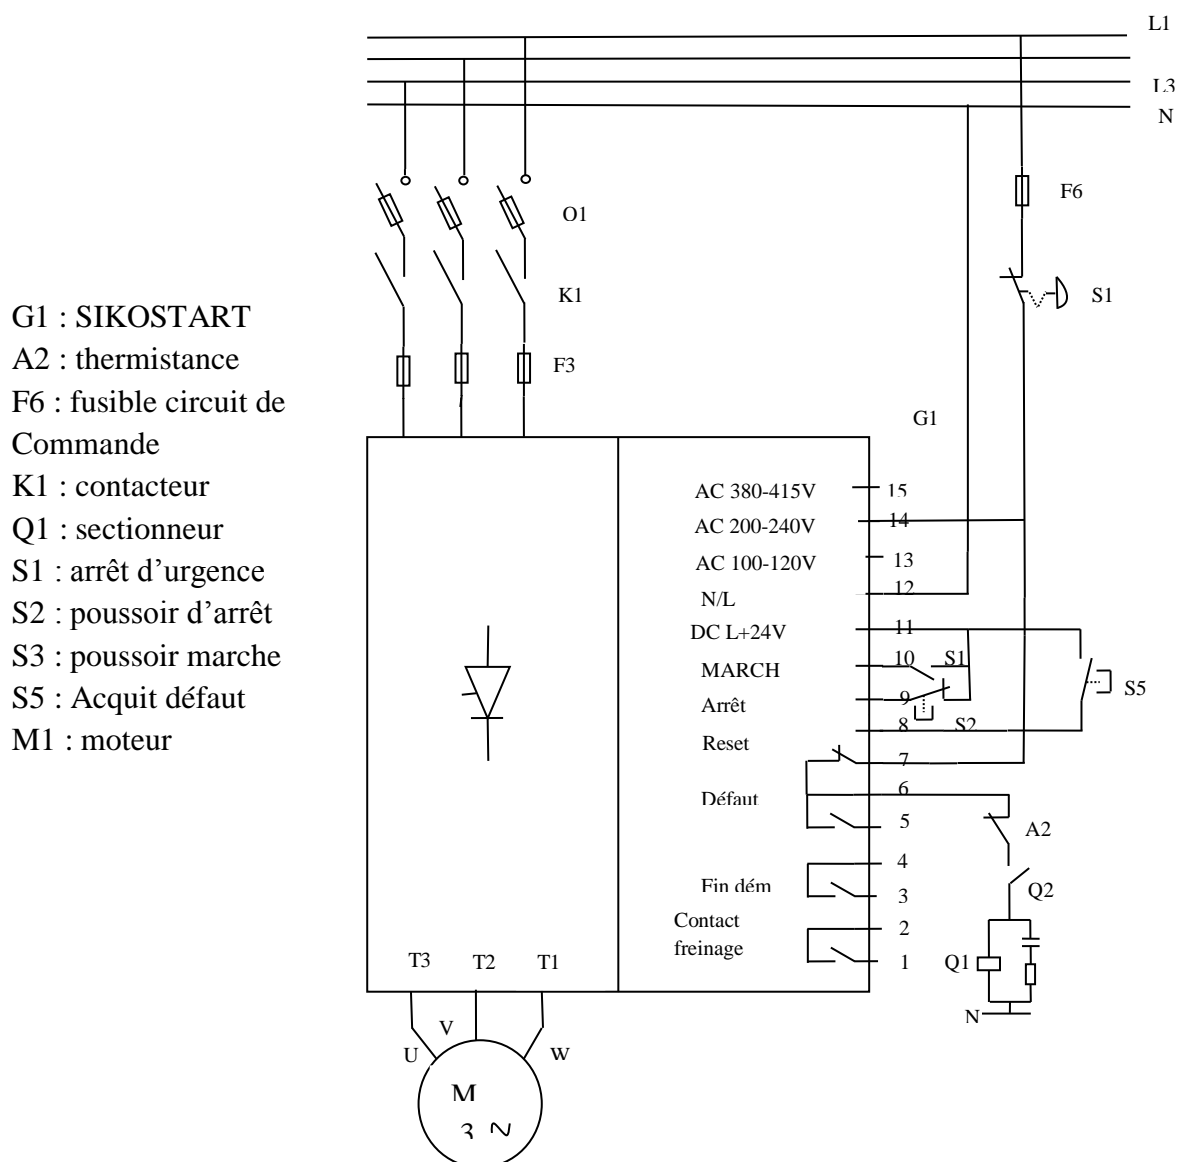 L1
L3
N
F6
O1
K1
S1
F3
G1 : SIKOSTART
A2 : thermistance
F6 : fusible circuit de
Commande
K1 : contacteur
Q1 : sectionneur
S1 : arrêt d’urgence
S2 : poussoir d’arrêt
S3 : poussoir marche
S5 : Acquit défaut
M1 : moteur
G1
AC 380-415V 15
AC 200-240V 14
AC 100-120V 13
N/L 12
DC L+24V 11
MARCH 10 S1
Arrêt 9
S5
8 S2
Reset
7
Défaut 6
5
A2
4
Fin dém 3
Q2
Contact
freinage
2
1
Q1
T3 T2 T1
N
V
U W
M
3 ~